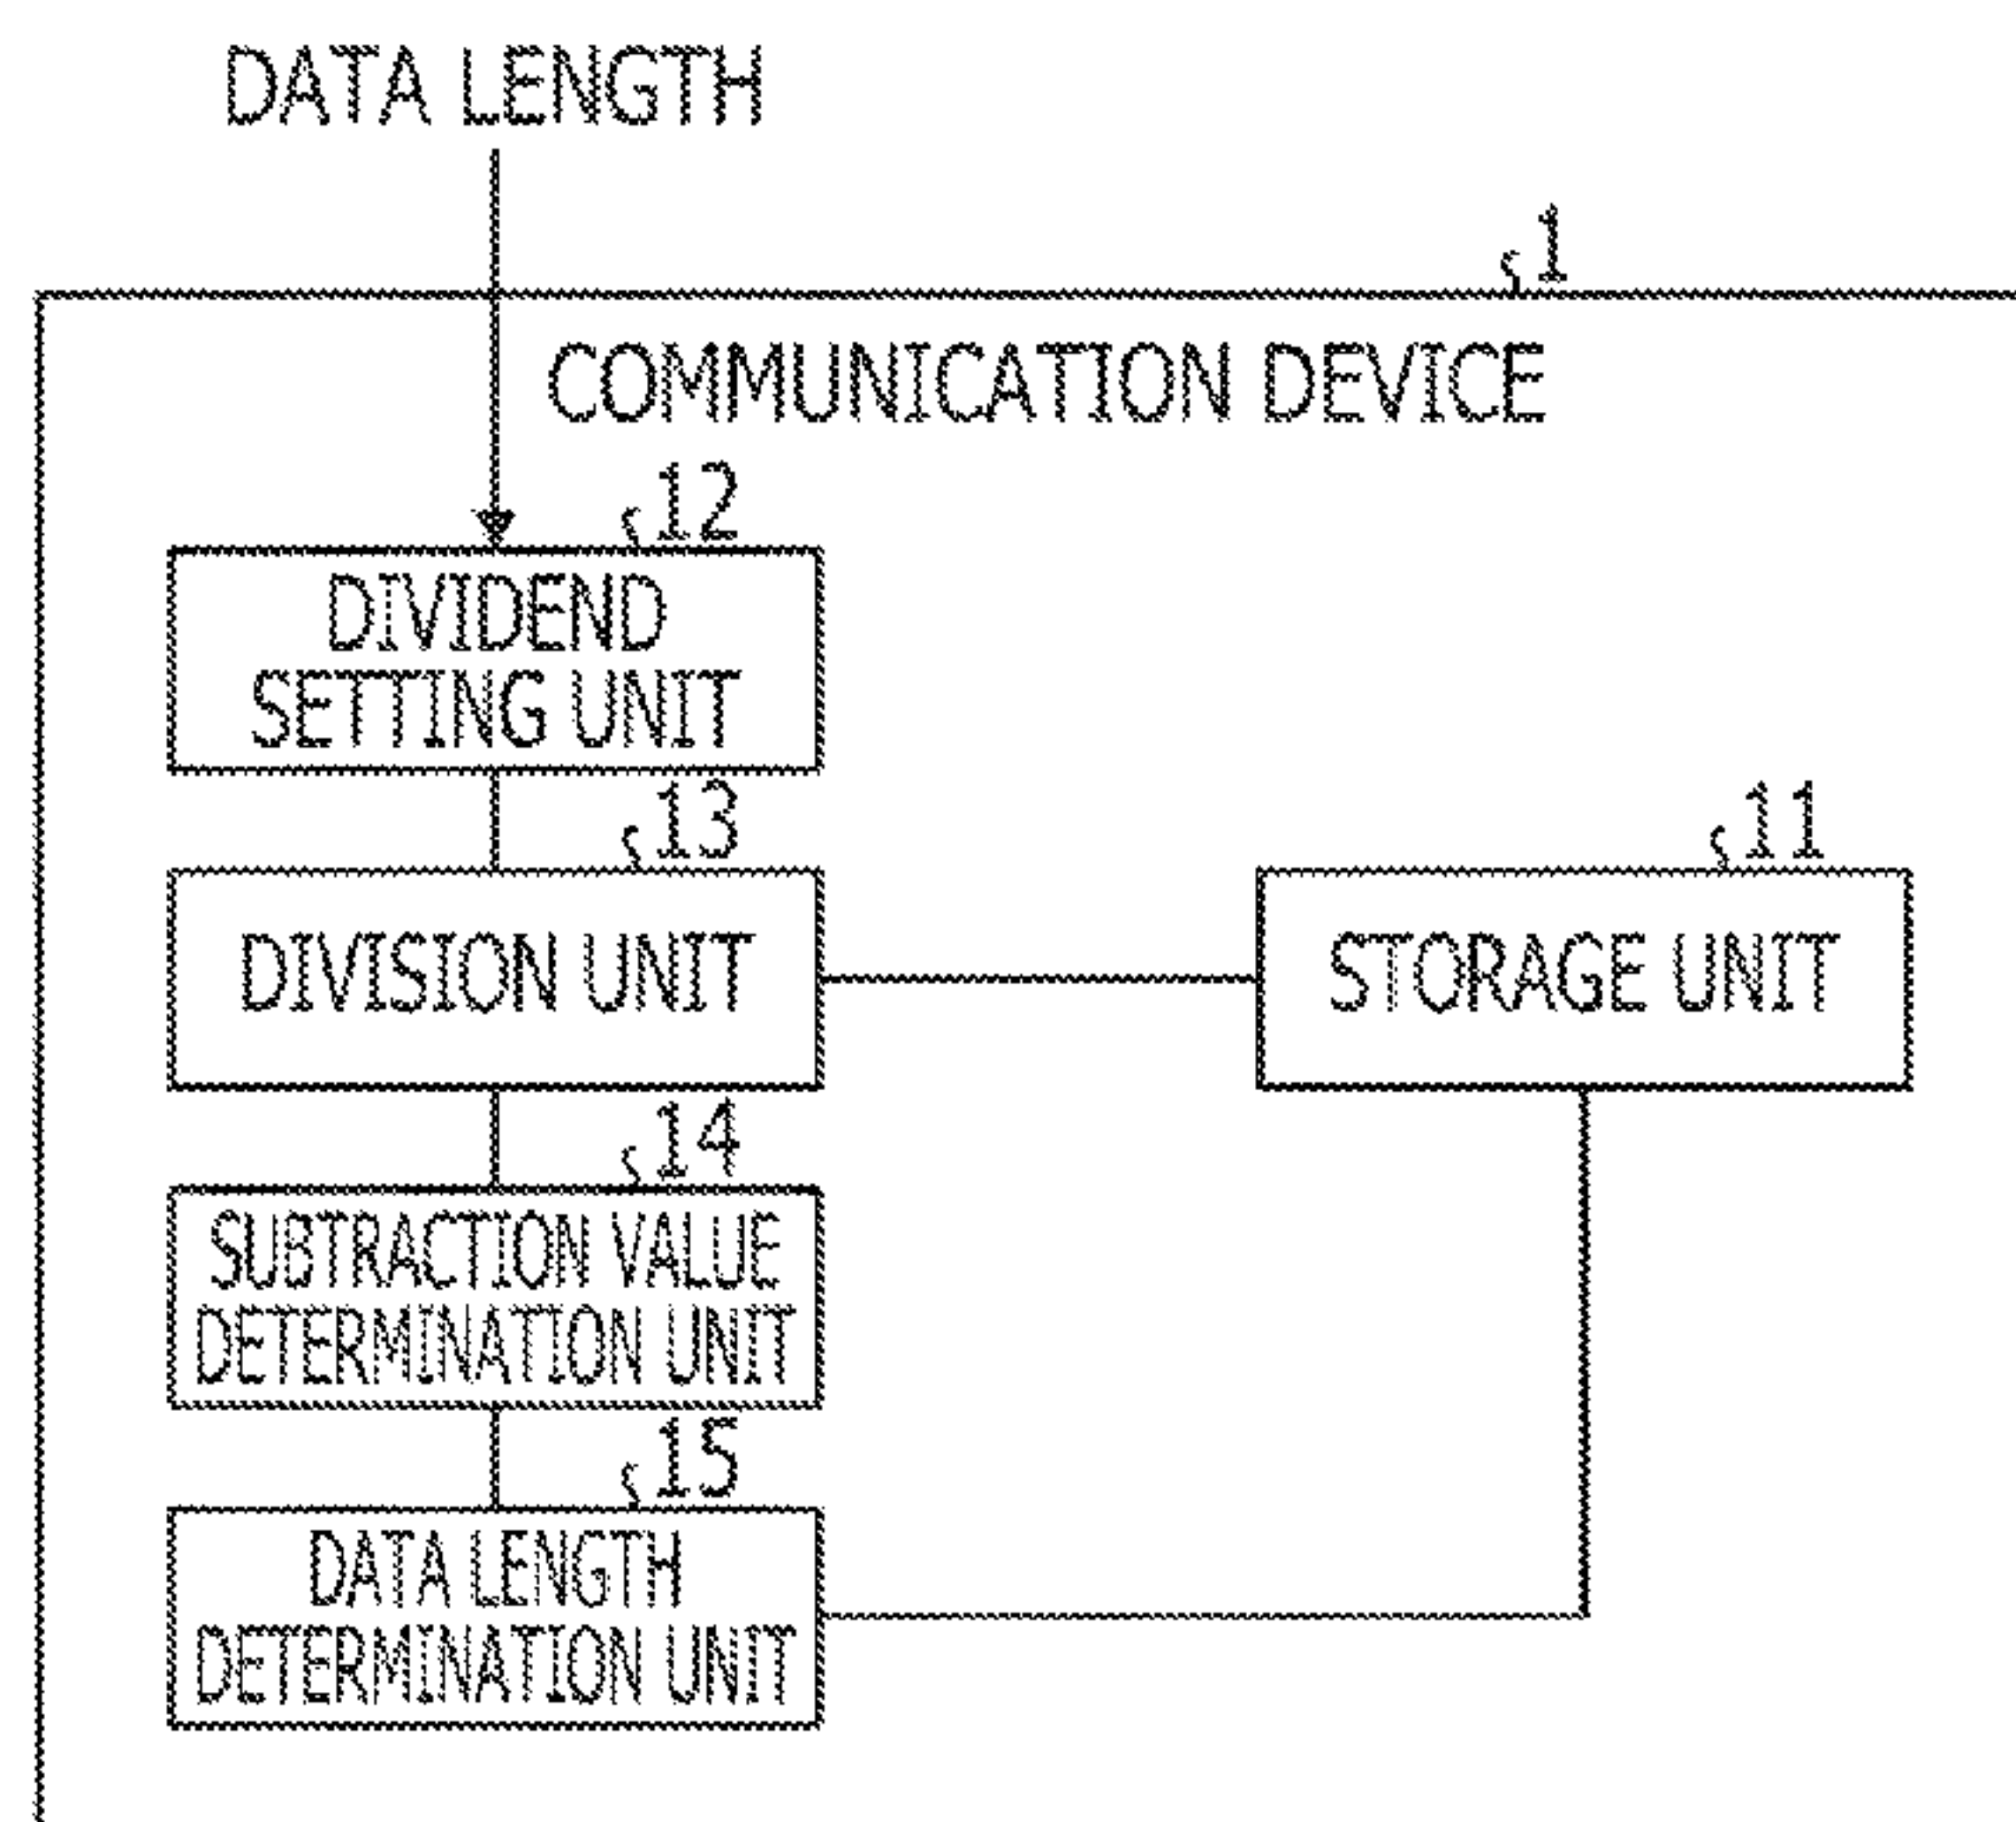 DATA LENGTH
1
COMMUNICATION DEVICE
12
DIVIDEND
SETTING UNIT
13
DIVISION UNIT
11
STORAGE UNIT
14
SUBTRACTION VALUE
DETERMINATION UNIT
15
DATA LENGTH
DETERMINATION UNIT